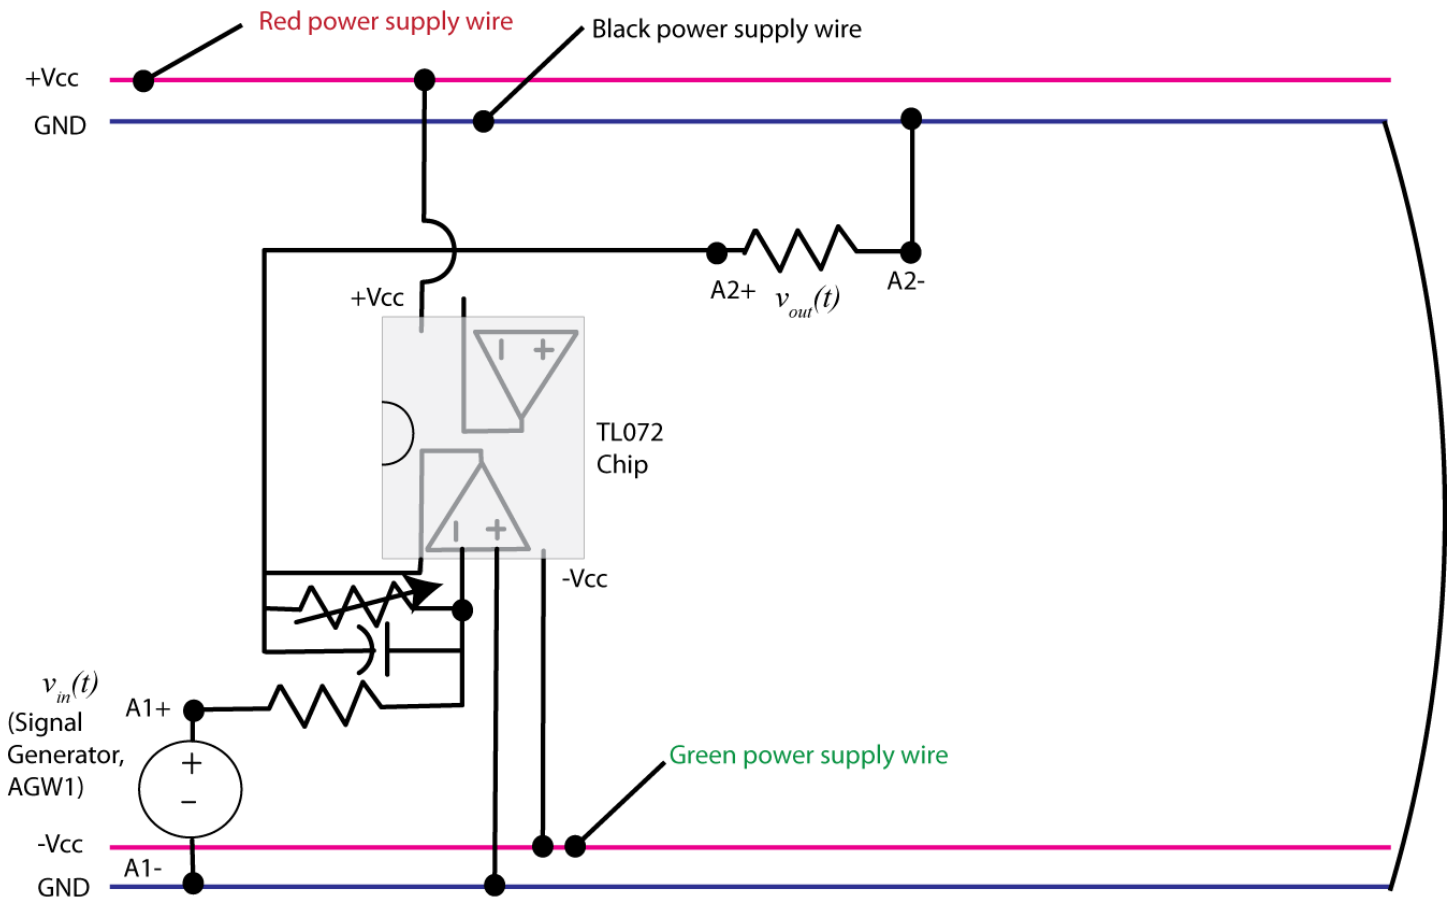 Red power supply wire
Black power supply wire
+Vcc
GND
A2+
A2-
vout(t)
+Vcc
TL072
Chip
-Vcc
vin(t)
(Signal
Generator,
AGW1)
A1+
Green power supply wire
-Vcc
A1-
GND